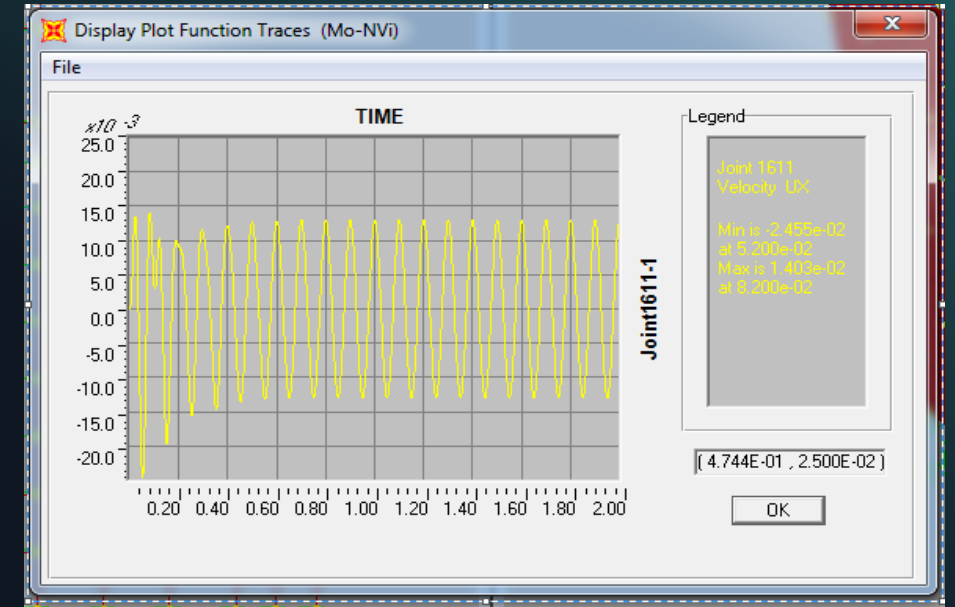 Display Plot Function Traces (Mo-NVi)
File
TIME
x10 -3
25.0
20.0
15.0
10.0
5.0
0.0
-5.0
-10.0
-15.0
-20.0
0.20 0.40 0.60 0.80 1.00 1.20 1.40 1.60 1.80 2.00
Joint1611-1
Legend
Joint 1611
Velocity UX
Min is -2.455e-02
at 5.200e-02
Max is 1.403e-02
at 8.200e-02
( 4.744E-01 , 2.500E-02 )
OK